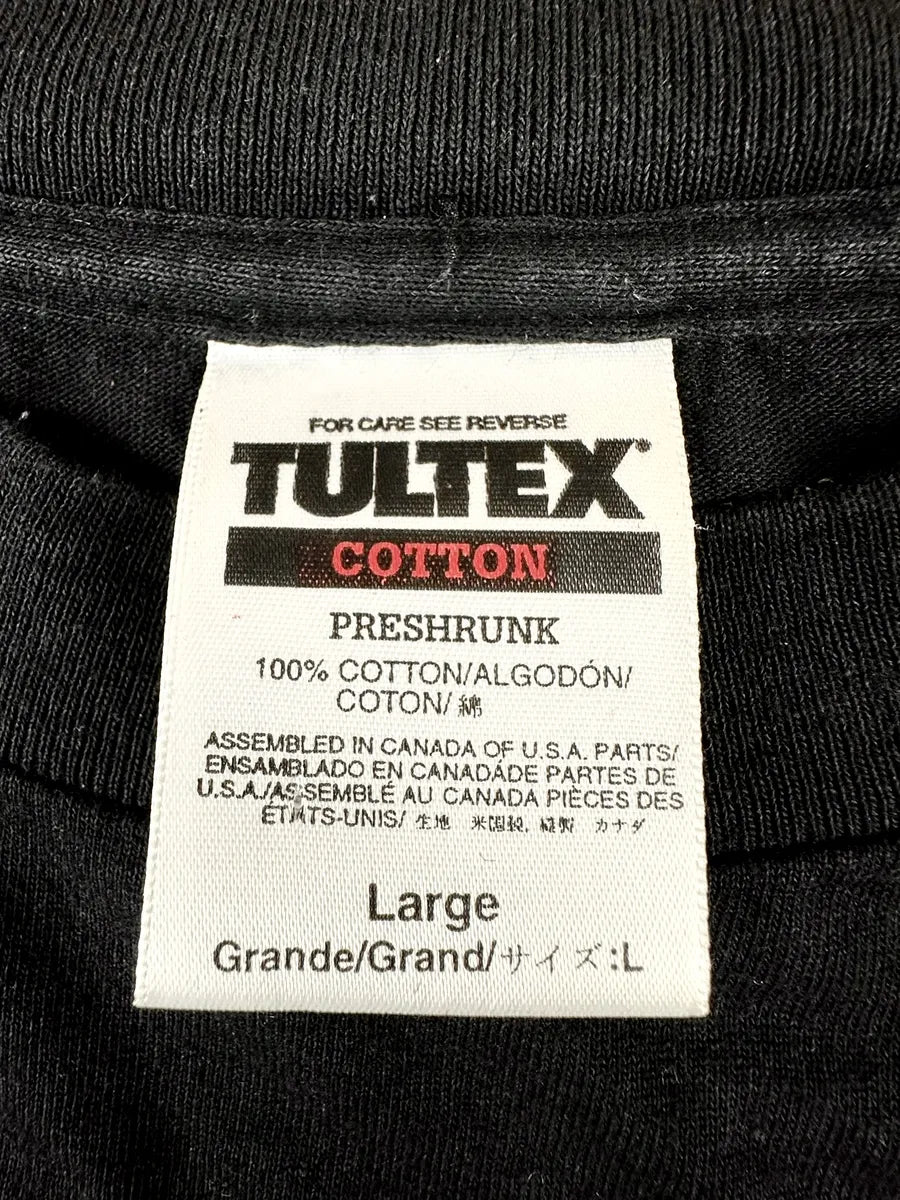 FOR CARE SEE REVERSE
TULTEX®
COTTON
PRESHRUNK
100% COTTON/ALGODÓN/
COTON/綿
ASSEMBLED IN CANADA OF U.S.A. PARTS/
ENSAMBLADO EN CANADÁDE PARTES DE
U.S.A./ASSEMBLÉ AU CANADA PIÈCES DES
ÉTATS-UNIS/ 生地 米国製, 縫製 カナダ
Large
Grande/Grand/サイズ:L